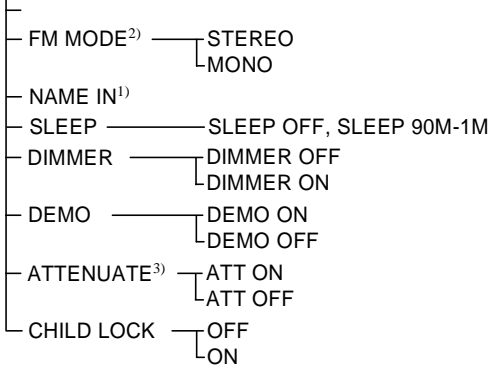 FM MODE2) STEREO
MONO
NAME IN1)
SLEEP SLEEP OFF, SLEEP 90M-1M
DIMMER DIMMER OFF
DIMMER ON
DEMO DEMO ON
DEMO OFF
ATTENUATE3) ATT ON
ATT OFF
CHILD LOCK OFF
ON